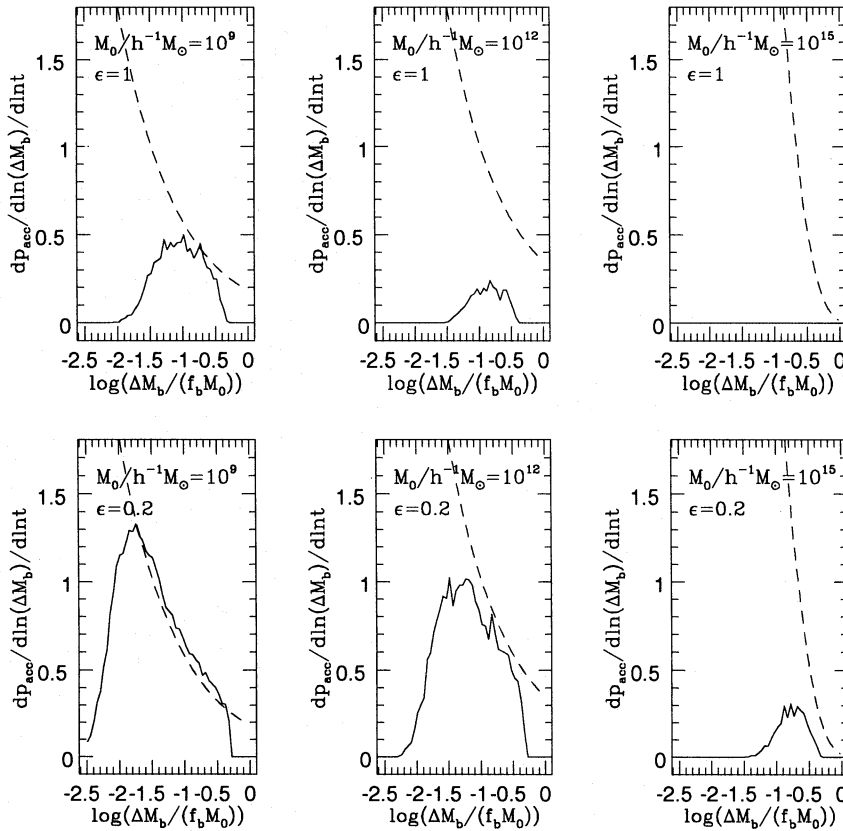 M₀/h⁻¹M⊙=10⁹
ϵ=1
dp_acc/dln(ΔM_b)/dlnt
1.5
1
0.5
0
-2.5 -2 -1.5 -1 -0.5 0
log(ΔM_b/(f_bM₀))
M₀/h⁻¹M⊙=10¹²
ϵ=1
dp_acc/dln(ΔM_b)/dlnt
1.5
1
0.5
0
-2.5 -2 -1.5 -1 -0.5 0
log(ΔM_b/(f_bM₀))
M₀/h⁻¹M⊙=10¹⁵
ϵ=1
dp_acc/dln(ΔM_b)/dlnt
1.5
1
0.5
0
-2.5 -2 -1.5 -1 -0.5 0
log(ΔM_b/(f_bM₀))
M₀/h⁻¹M⊙=10⁹
ϵ=0.2
dp_acc/dln(ΔM_b)/dlnt
1.5
1
0.5
0
-2.5 -2 -1.5 -1 -0.5 0
log(ΔM_b/(f_bM₀))
M₀/h⁻¹M⊙=10¹²
ϵ=0.2
dp_acc/dln(ΔM_b)/dlnt
1.5
1
0.5
0
-2.5 -2 -1.5 -1 -0.5 0
log(ΔM_b/(f_bM₀))
M₀/h⁻¹M⊙=10¹⁵
ϵ=0.2
dp_acc/dln(ΔM_b)/dlnt
1.5
1
0.5
0
-2.5 -2 -1.5 -1 -0.5 0
log(ΔM_b/(f_bM₀))